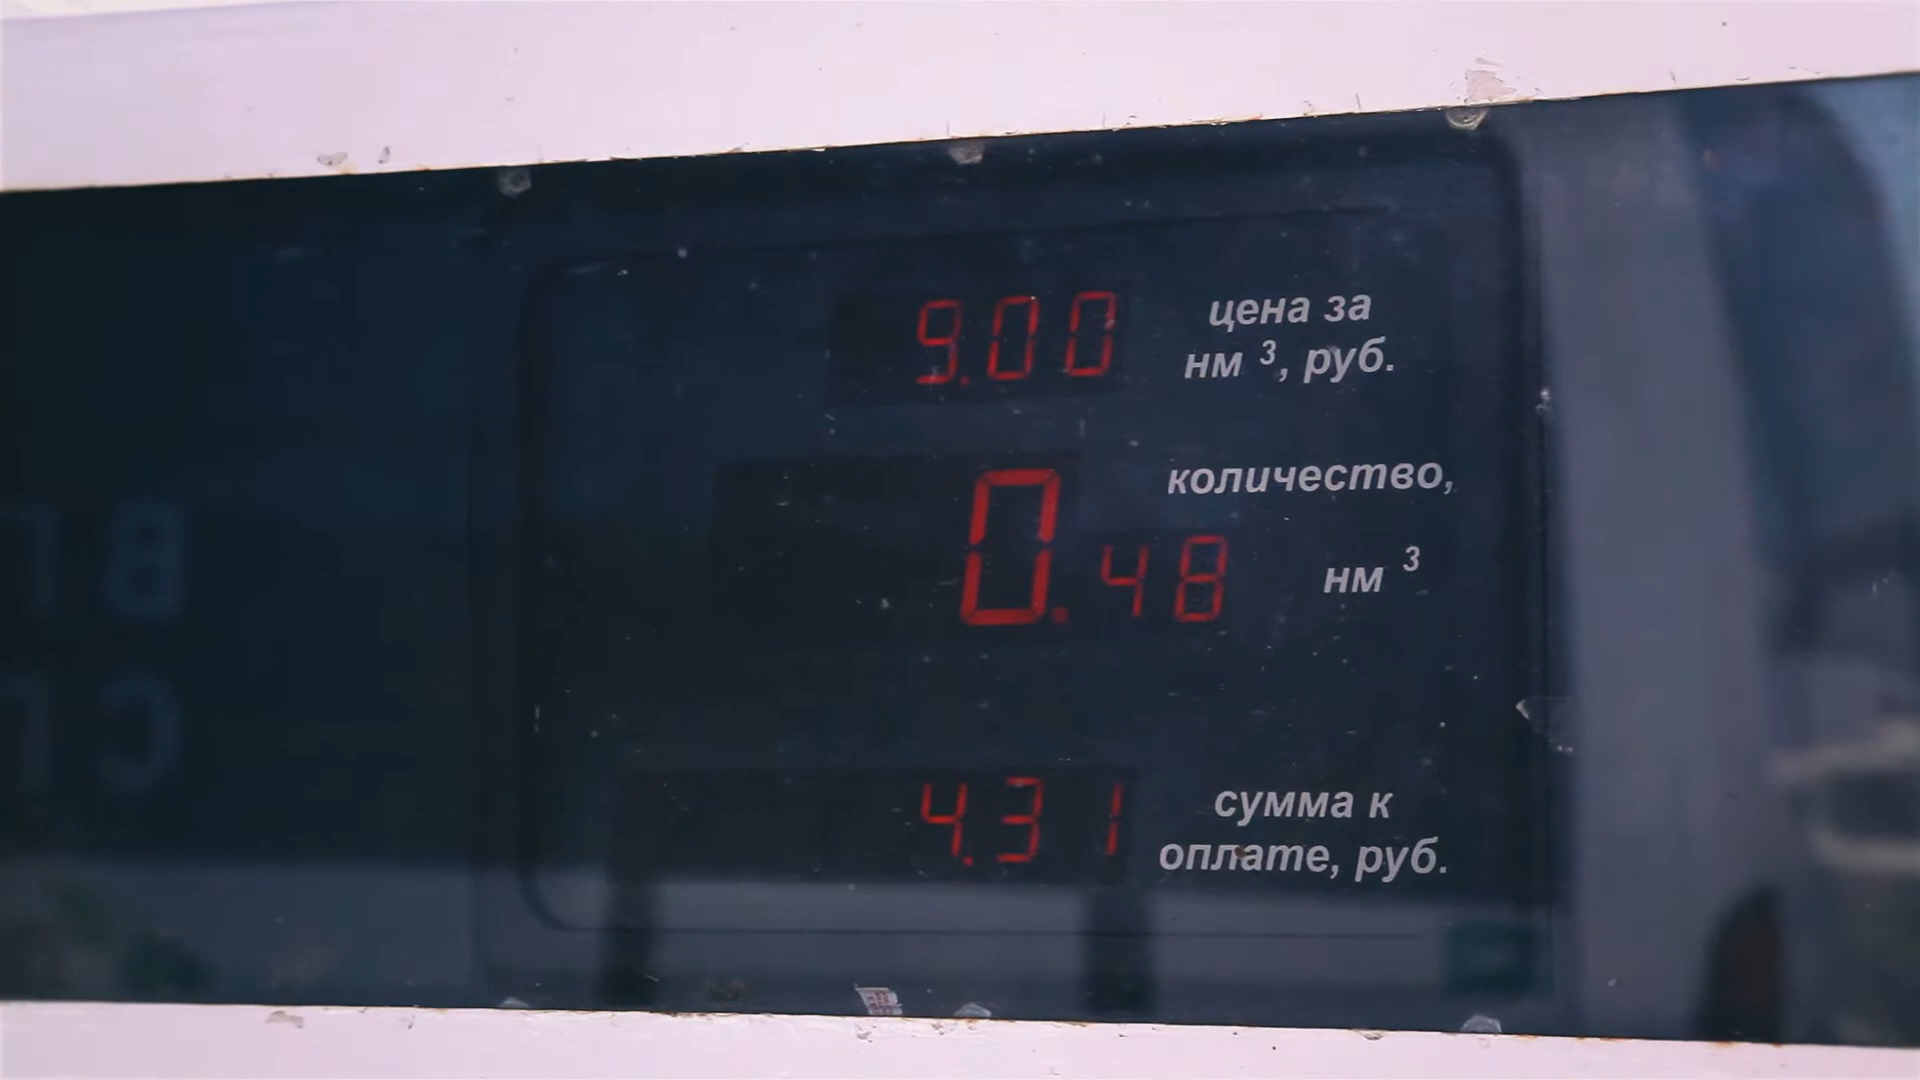 9.00
цена за
нм ³, руб.
количество,
0.48
нм ³
4.31
сумма к
оплате, руб.